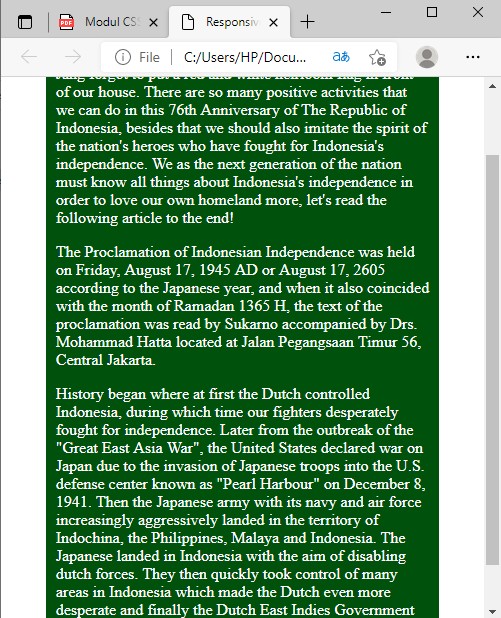 Modul CS
Responsiv
File
C:/Users/HP/Docu...
aあ
of our house. There are so many positive activities that
we can do in this 76th Anniversary of The Republic of
Indonesia, besides that we should also imitate the spirit of
the nation's heroes who have fought for Indonesia's
independence. We as the next generation of the nation
must know all things about Indonesia's independence in
order to love our own homeland more, let's read the
following article to the end!
The Proclamation of Indonesian Independence was held
on Friday, August 17, 1945 AD or August 17, 2605
according to the Japanese year, and when it also coincided
with the month of Ramadan 1365 H, the text of the
proclamation was read by Sukarno accompanied by Drs.
Mohammad Hatta located at Jalan Pegangsaan Timur 56,
Central Jakarta.
History began where at first the Dutch controlled
Indonesia, during which time our fighters desperately
fought for independence. Later from the outbreak of the
"Great East Asia War", the United States declared war on
Japan due to the invasion of Japanese troops into the U.S.
defense center known as "Pearl Harbour" on December 8,
1941. Then the Japanese army with its navy and air force
increasingly aggressively landed in the territory of
Indochina, the Philippines, Malaya and Indonesia. The
Japanese landed in Indonesia with the aim of disabling
dutch forces. They then quickly took control of many
areas in Indonesia which made the Dutch even more
desperate and finally the Dutch East Indies Government